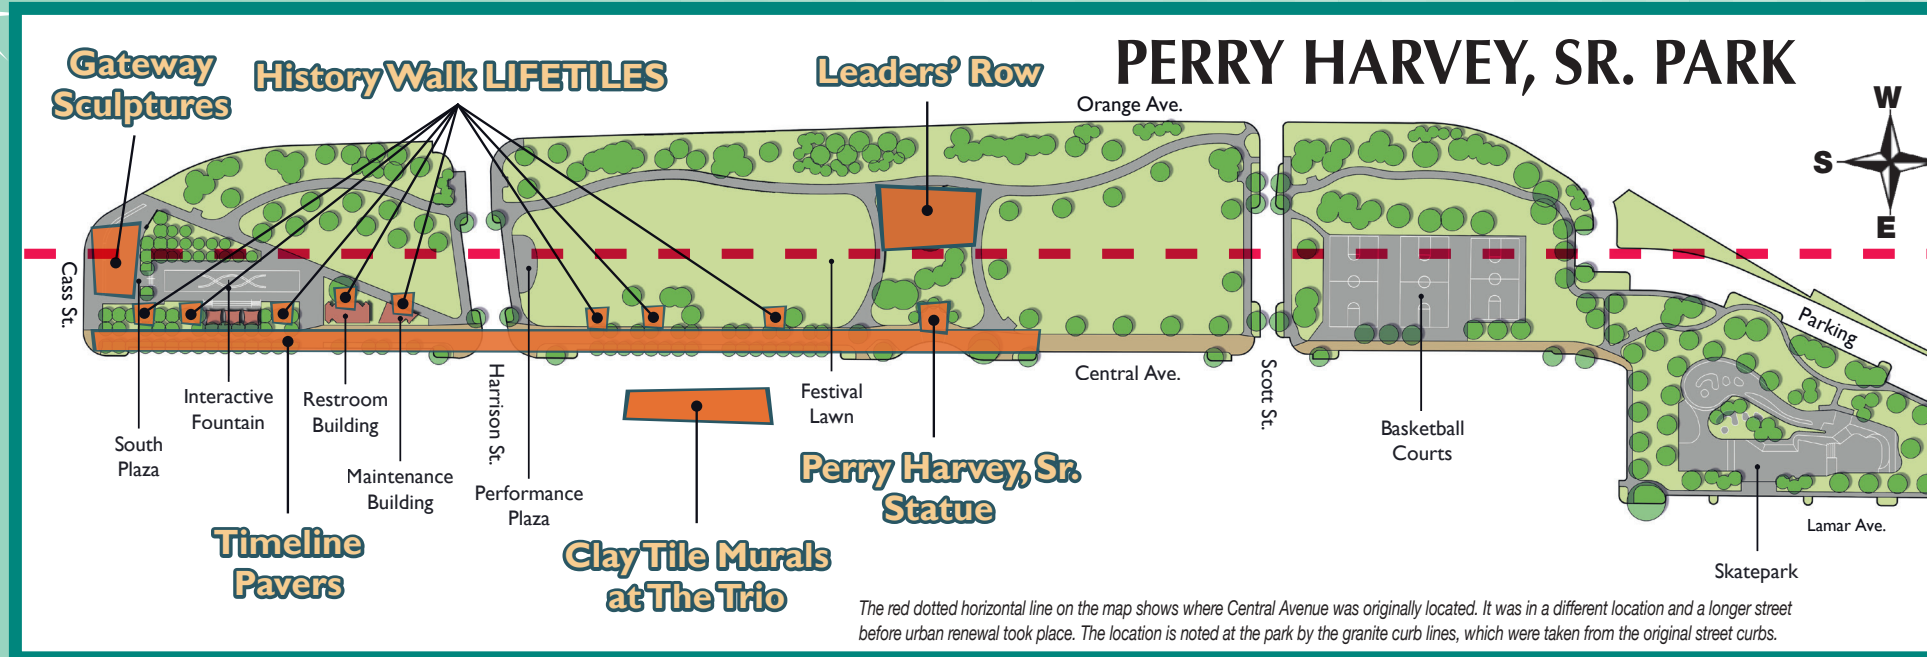 PERRY HARVEY, SR. PARK
Gateway
Sculptures
History Walk LIFETILES
Leaders' Row
Orange Ave.
W
S
E
Cass St.
Harrison St.
Scott St.
Central Ave.
Parking
South
Plaza
Interactive
Fountain
Restroom
Building
Maintenance
Building
Performance
Plaza
Festival
Lawn
Basketball
Courts
Lamar Ave.
Skatepark
Timeline
Pavers
Clay Tile Murals
at The Trio
Perry Harvey, Sr.
Statue
The red dotted horizontal line on the map shows where Central Avenue was originally located. It was in a different location and a longer street
before urban renewal took place. The location is noted at the park by the granite curb lines, which were taken from the original street curbs.